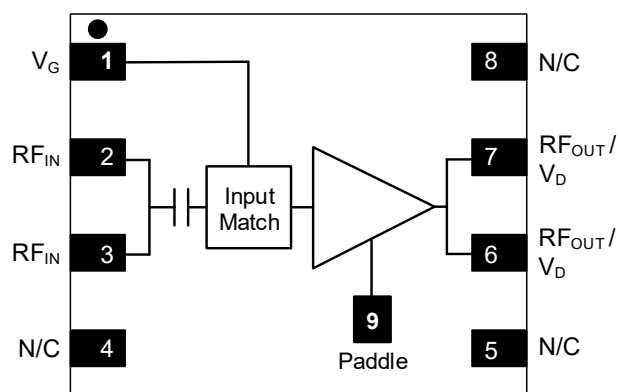 V_G 1
RF_IN 2
RF_IN 3
N/C 4
Input
Match
9
Paddle
8 N/C
7 RF_OUT /
V_D
6 RF_OUT /
V_D
5 N/C